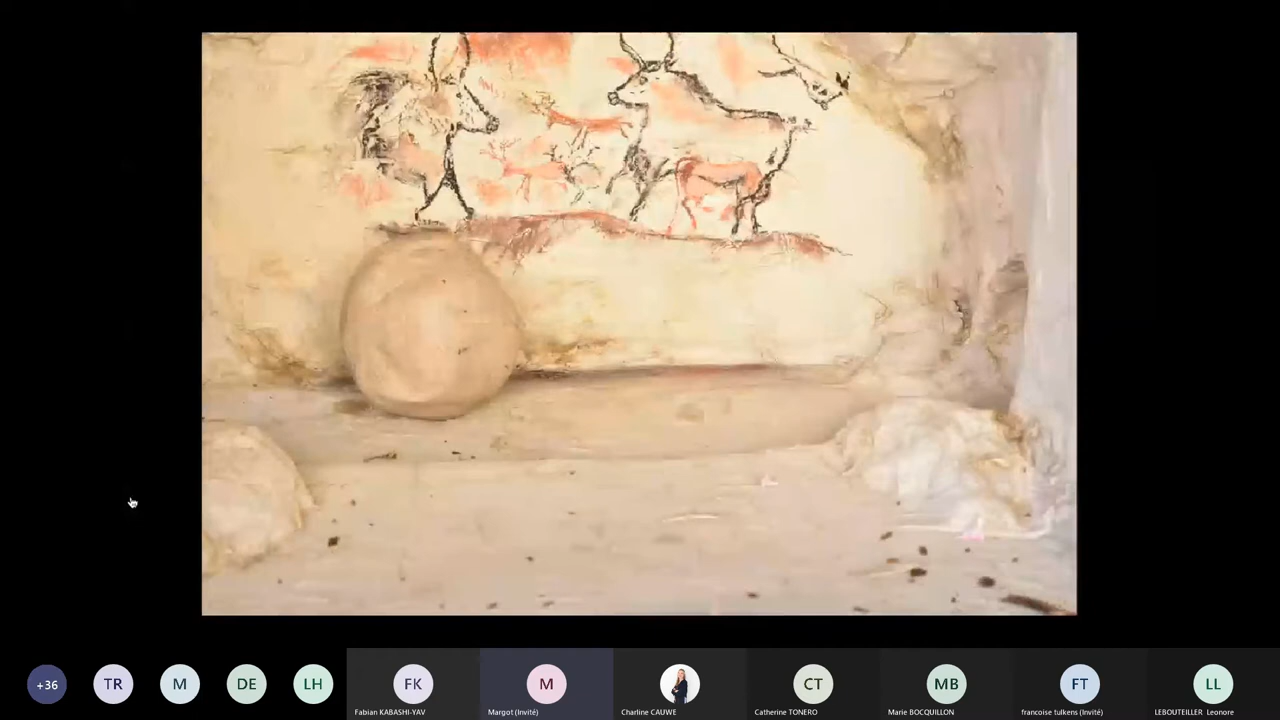 +36
TR
M
DE
LH
FK
M
CT
MB
FT
LL
Fabian KABASHI-YAV
Margot (Invité)
Charline CAUWE
Catherine TONERO
Marie BOCQUILLON
francoise tulkens (Invité)
LEBOUTEILLER Leonore